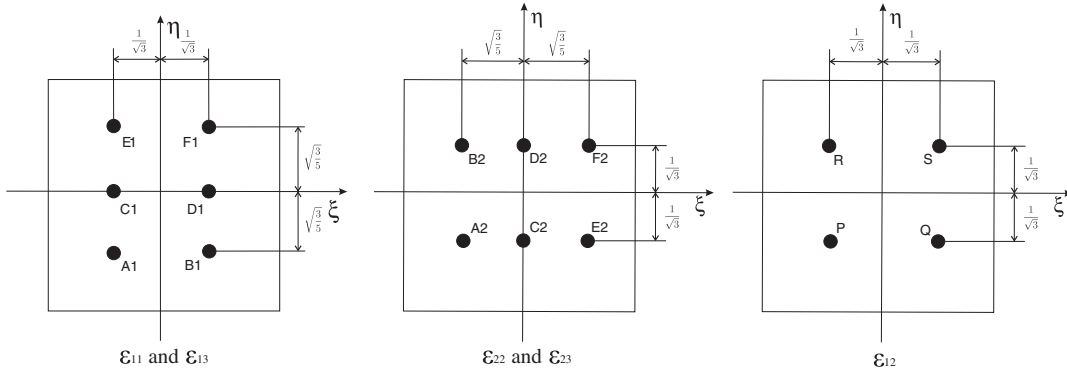 η
1/√3 1/√3
E1 F1
√3/5
C1 D1
ξ
√3/5
A1 B1
ε11 and ε13
η
√3/5 √3/5
B2 D2 F2
1/√3
ξ
1/√3
A2 C2 E2
ε22 and ε23
η
1/√3 1/√3
R S
1/√3
ξ
1/√3
P Q
ε12